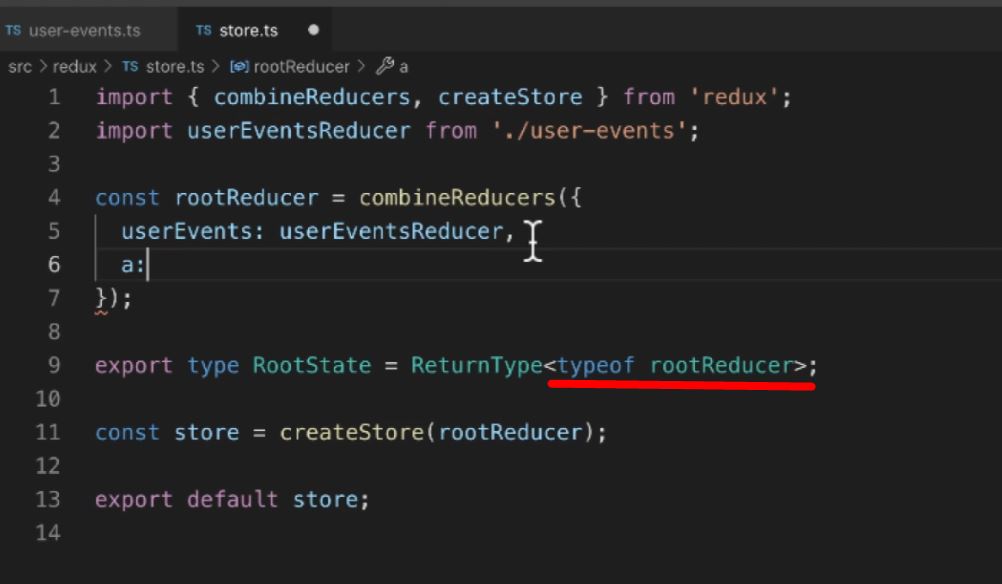 TS user-events.ts TS store.ts
src > redux > TS store.ts > rootReducer > a
1 import { combineReducers, createStore } from 'redux';
2 import userEventsReducer from './user-events';
3
4 const rootReducer = combineReducers({
5 userEvents: userEventsReducer,
6 a:
7 });
8
9 export type RootState = ReturnType<typeof rootReducer>;
10
11 const store = createStore(rootReducer);
12
13 export default store;
14